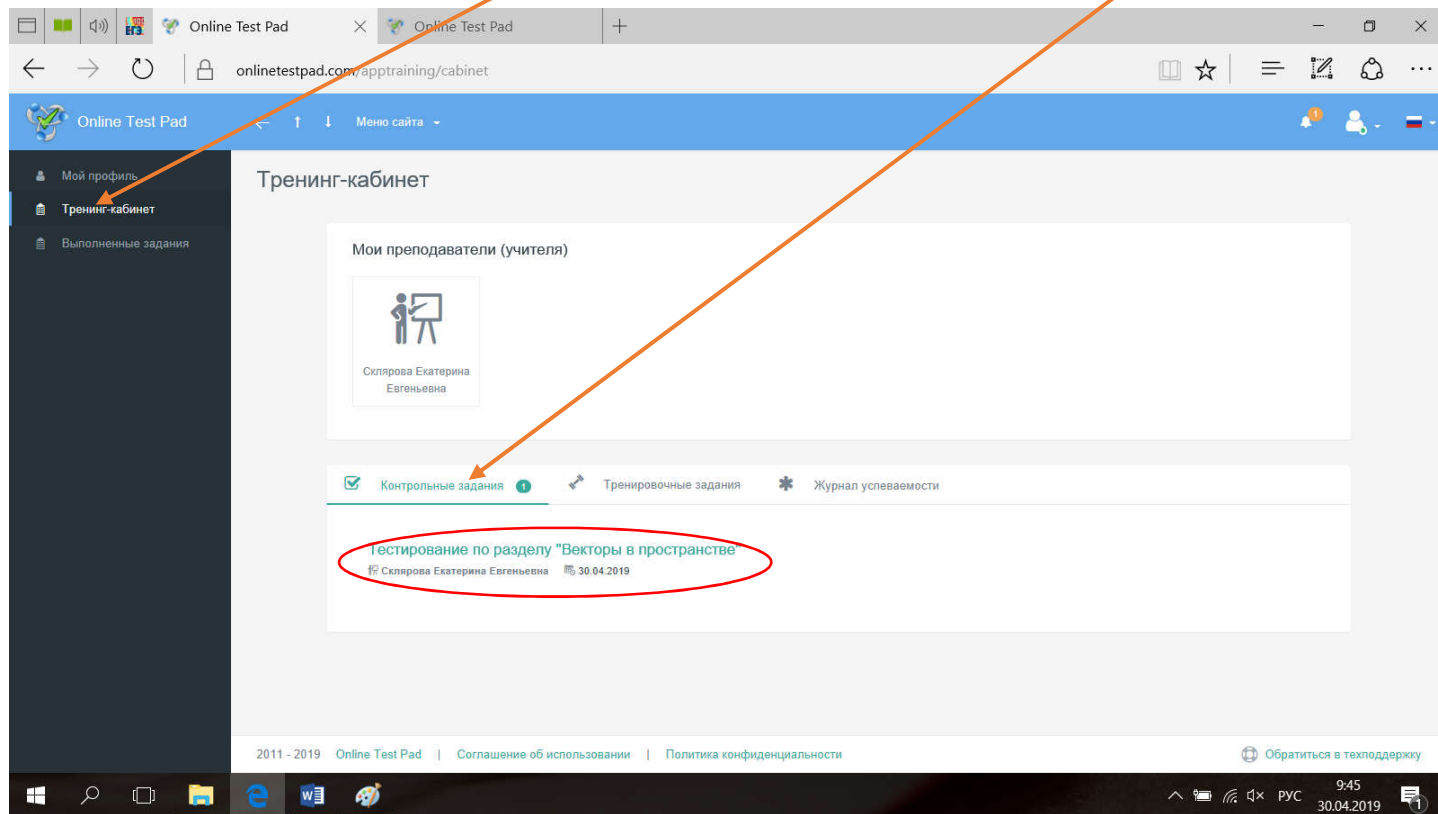 Online Test Pad
Online Test Pad
onlinetestpad.com/apptraining/cabinet
Online Test Pad
Меню сайта
1
Мой профиль
Тренинг-кабинет
Выполненные задания
Тренинг-кабинет
Мои преподаватели (учителя)
Склярова Екатерина
Евгеньевна
Контрольные задания 1
Тренировочные задания
Журнал успеваемости
Тестирование по разделу "Векторы в пространстве"
Склярова Екатерина Евгеньевна 30.04.2019
2011 - 2019 Online Test Pad | Соглашение об использовании | Политика конфиденциальности
Обратиться в техподдержку
РУС
9:45
30.04.2019
1